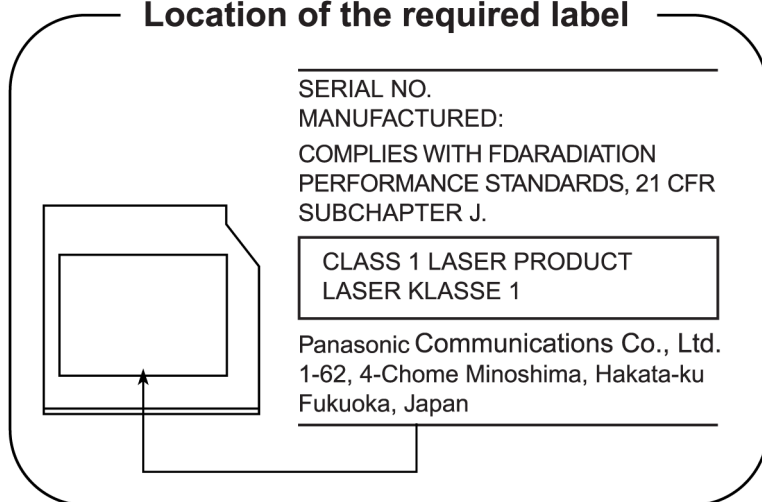 Location of the required label
SERIAL NO.
MANUFACTURED:
COMPLIES WITH FDARADIATION
PERFORMANCE STANDARDS, 21 CFR
SUBCHAPTER J.
CLASS 1 LASER PRODUCT
LASER KLASSE 1
Panasonic Communications Co., Ltd.
1-62, 4-Chome Minoshima, Hakata-ku
Fukuoka, Japan